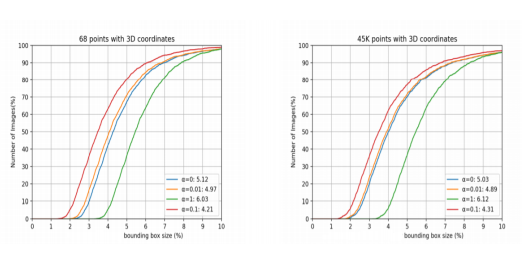 68 points with 3D coordinates
Number of Images(%)
100
90
80
70
60
50
40
30
20
10
0
0 1 2 3 4 5 6 7 8 9 10
bounding box size (%)
α=0: 5.12
α=0.01: 4.97
α=1: 6.03
α=0.1: 4.21
45K points with 3D coordinates
Number of Images(%)
100
90
80
70
60
50
40
30
20
10
0
0 1 2 3 4 5 6 7 8 9 10
bounding box size (%)
α=0: 5.03
α=0.01: 4.89
α=1: 6.12
α=0.1: 4.31